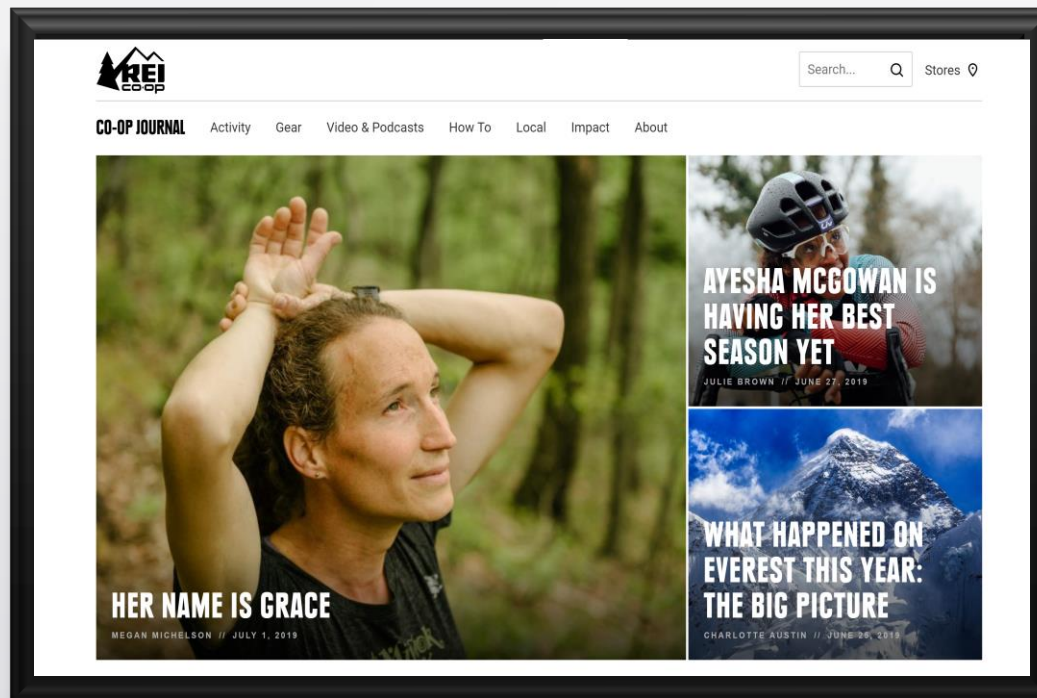 REI
co·op
Search...
Stores
CO-OP JOURNAL Activity Gear Video & Podcasts How To Local Impact About
HER NAME IS GRACE
MEGAN MICHELSON // JULY 1, 2019
AYESHA MCGOWAN IS
HAVING HER BEST
SEASON YET
JULIE BROWN // JUNE 27, 2019
WHAT HAPPENED ON
EVEREST THIS YEAR:
THE BIG PICTURE
CHARLOTTE AUSTIN // JUNE 2019